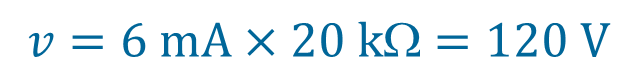 v = 6 mA × 20 kΩ = 120 V